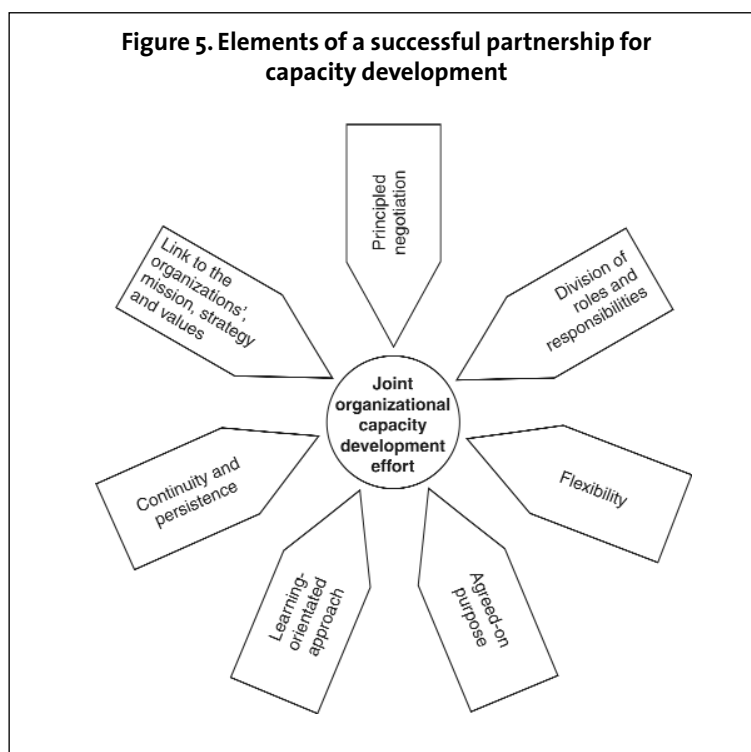 Figure 5. Elements of a successful partnership for
capacity development
Principled
negotiation
Division of
roles and
responsibilities
Flexibility
Agreed-on
purpose
Learning-
orientated
approach
Continuity and
persistence
Link to the
organizations',
mission, strategy
and values
Joint
organizational
capacity
development
effort